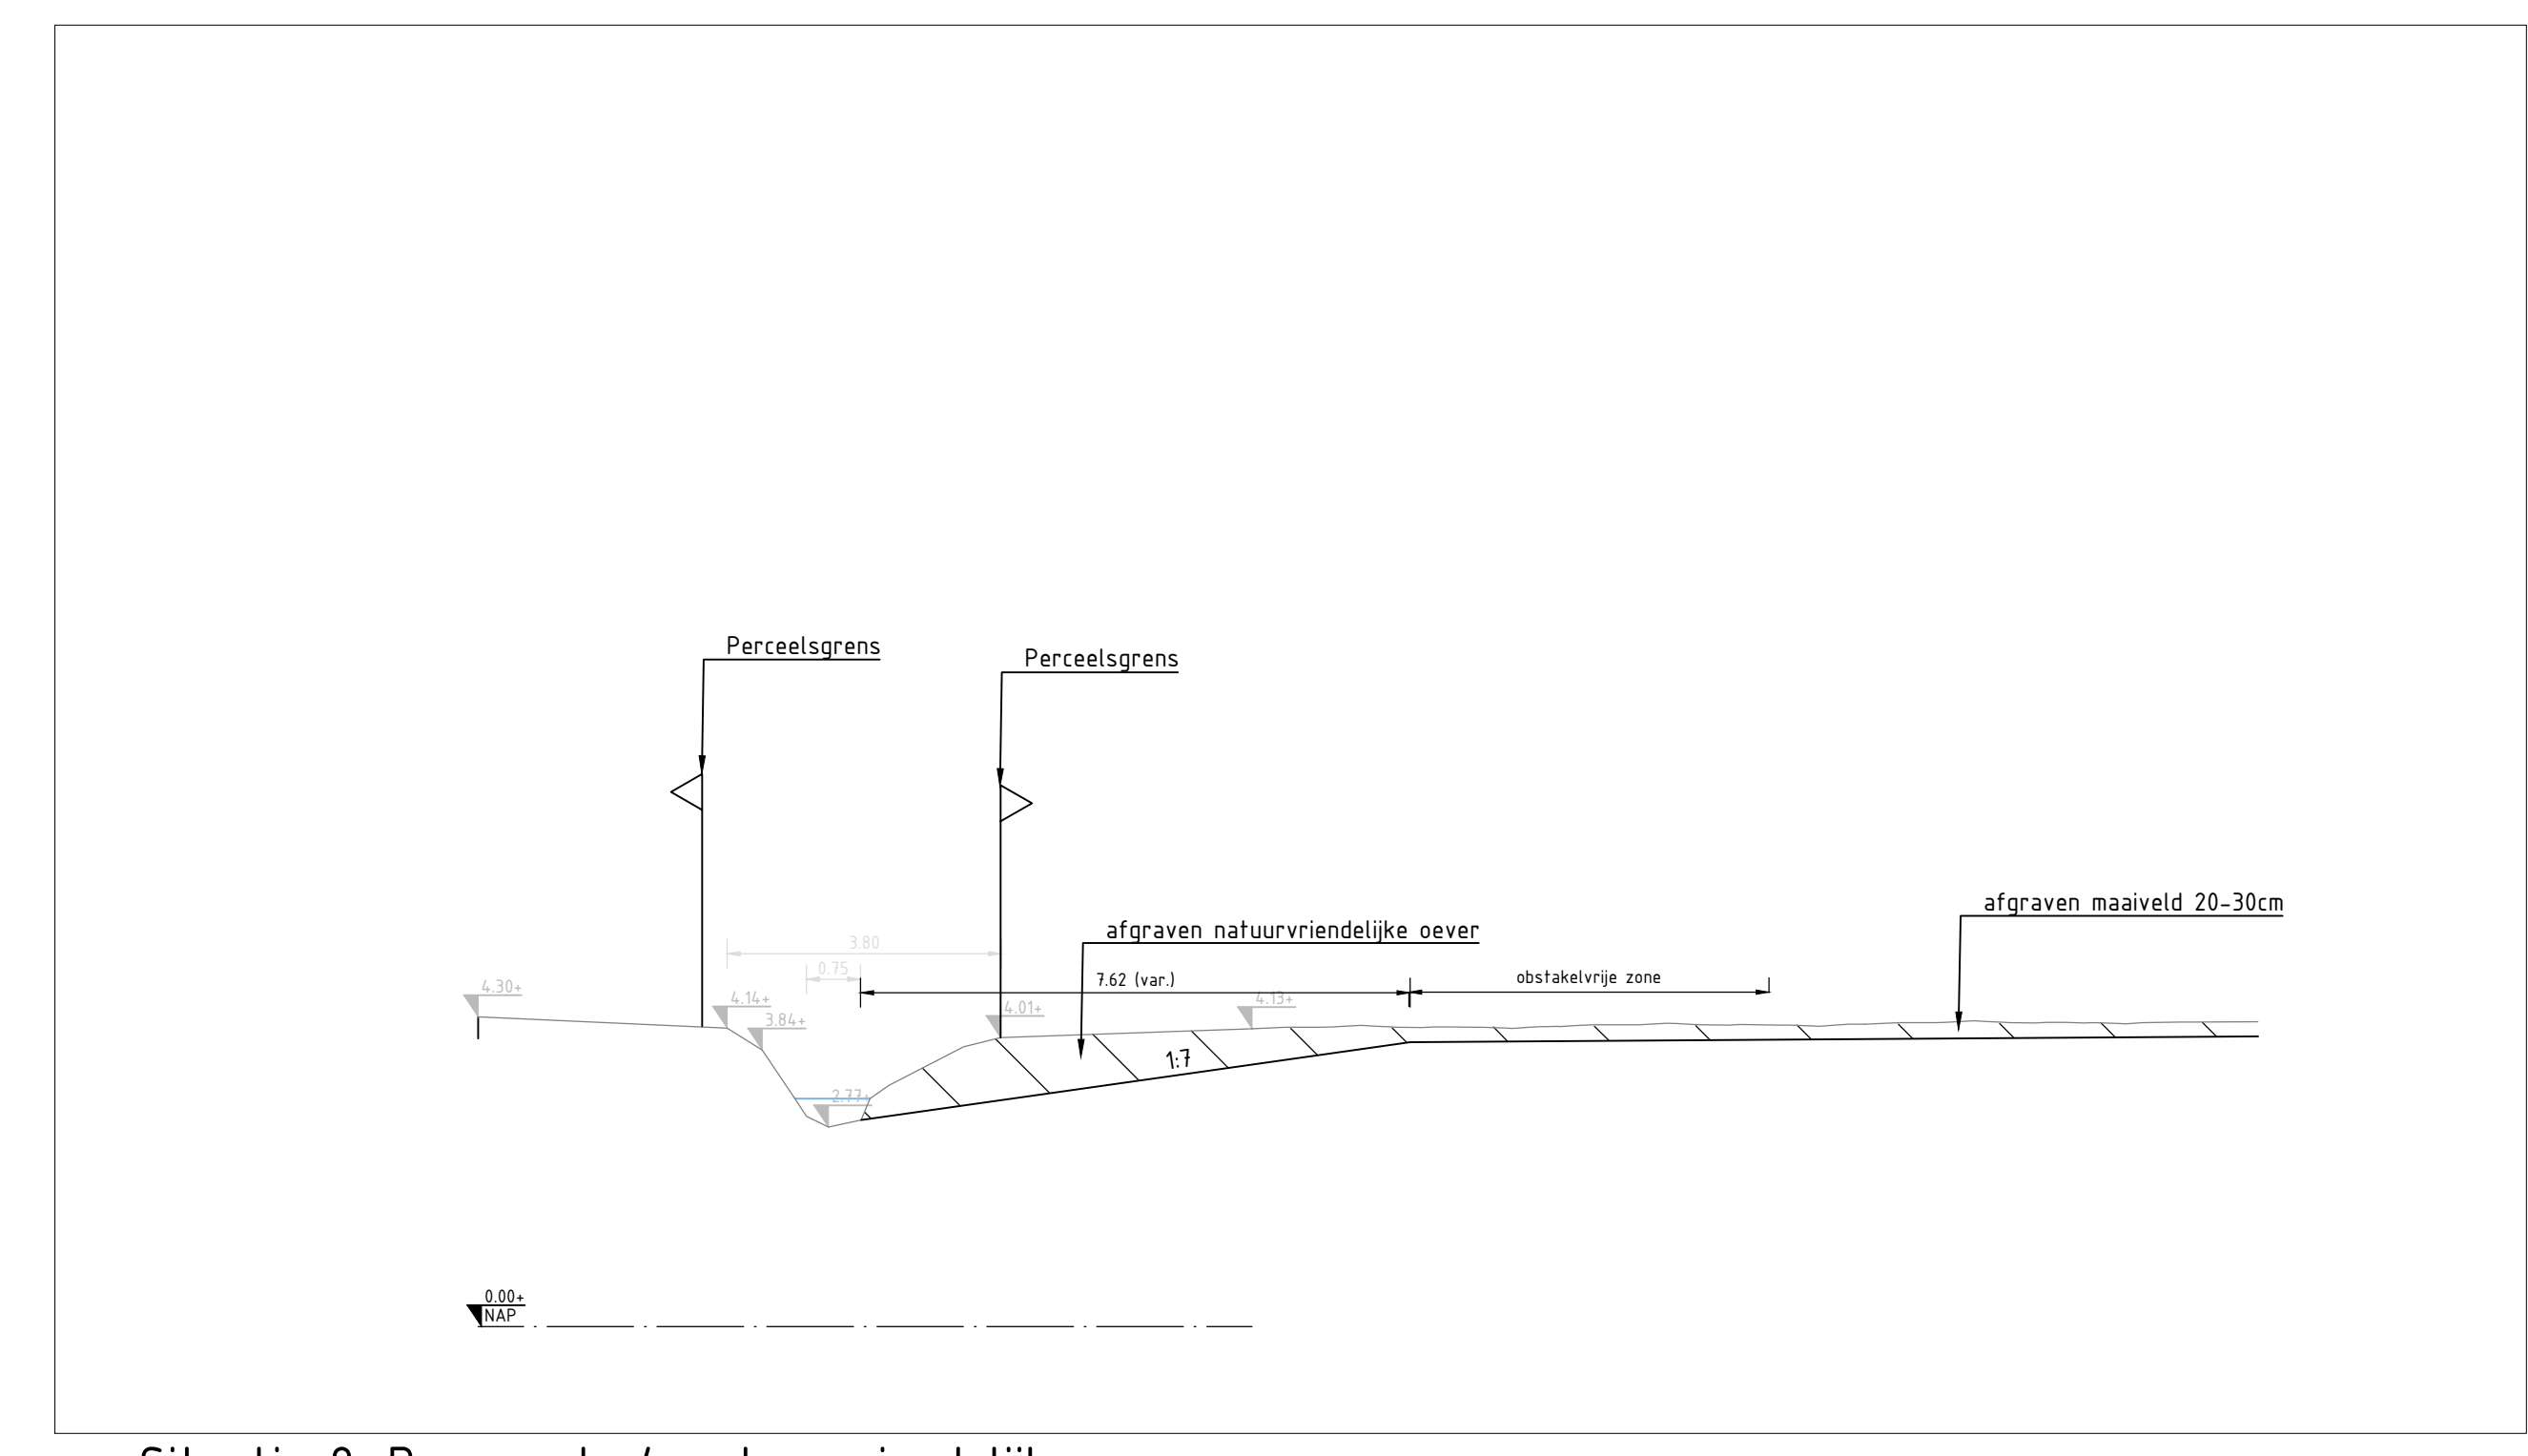 Perceelsgrens
Perceelsgrens
afgraven maaiveld 20-30cm
afgraven natuurvriendelijke oever
3.80
0.75
7.62 (var.)
obstakelvrije zone
4.30+
4.14+
4.13+
4.01+
3.84+
1:7
2.77+
0.00+
NAP